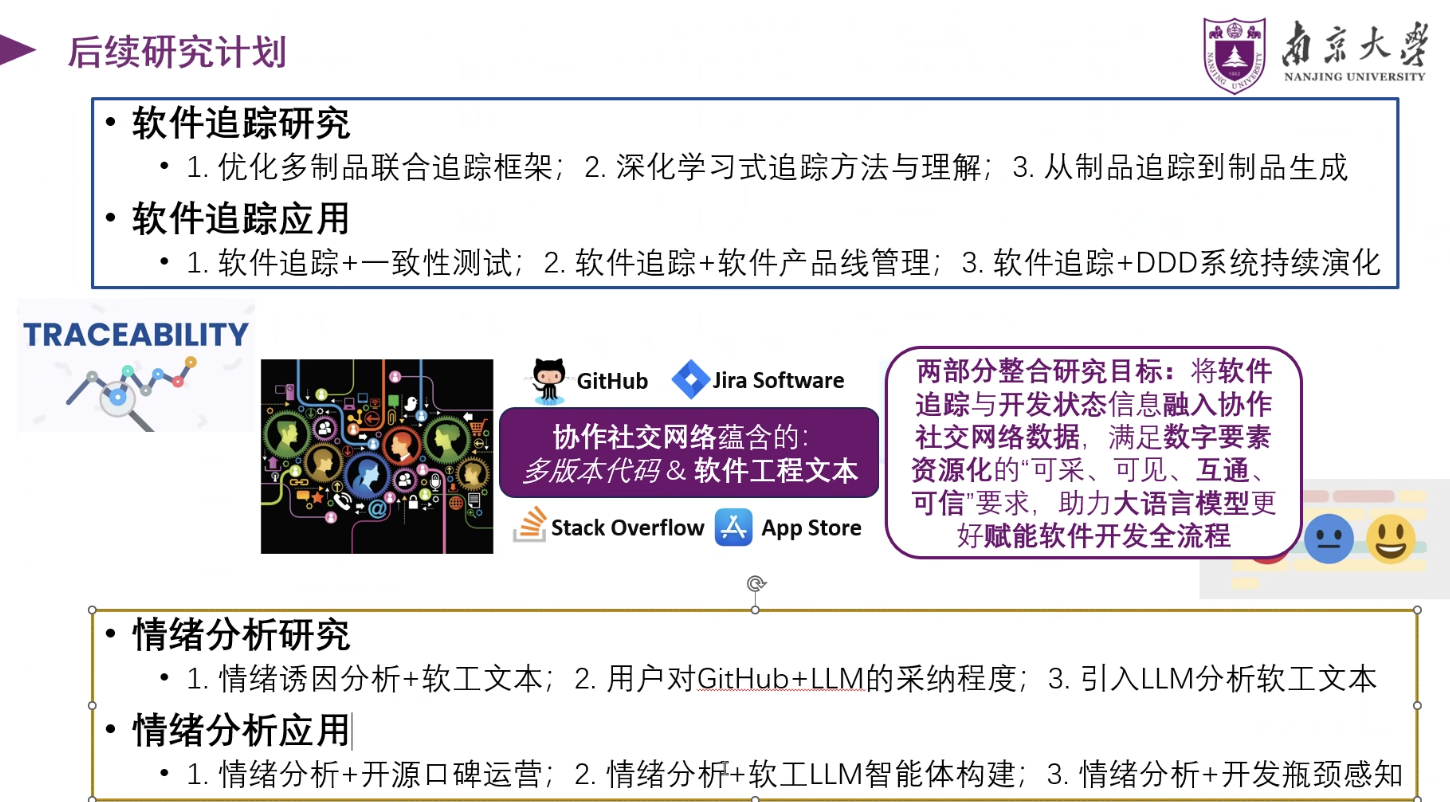 后续研究计划
南京大学
NANJING UNIVERSITY
• 软件追踪研究
• 1. 优化多制品联合追踪框架；2. 深化学习式追踪方法与理解；3. 从制品追踪到制品生成
• 软件追踪应用
• 1. 软件追踪+一致性测试；2. 软件追踪+软件产品线管理；3. 软件追踪+DDD系统持续演化
TRACEABILITY
GitHub
Jira Software
协作社交网络蕴含的：
多版本代码 & 软件工程文本
Stack Overflow
App Store
两部分整合研究目标：将软件
追踪与开发状态信息融入协作
社交网络数据，满足数字要素
资源化的“可采、可见、互通、
可信”要求，助力大语言模型更
好赋能软件开发全流程
• 情绪分析研究
• 1. 情绪诱因分析+软工文本；2. 用户对GitHub+LLM的采纳程度；3. 引入LLM分析软工文本
• 情绪分析应用
• 1. 情绪分析+开源口碑运营；2. 情绪分析+软工LLM智能体构建；3. 情绪分析+开发瓶颈感知